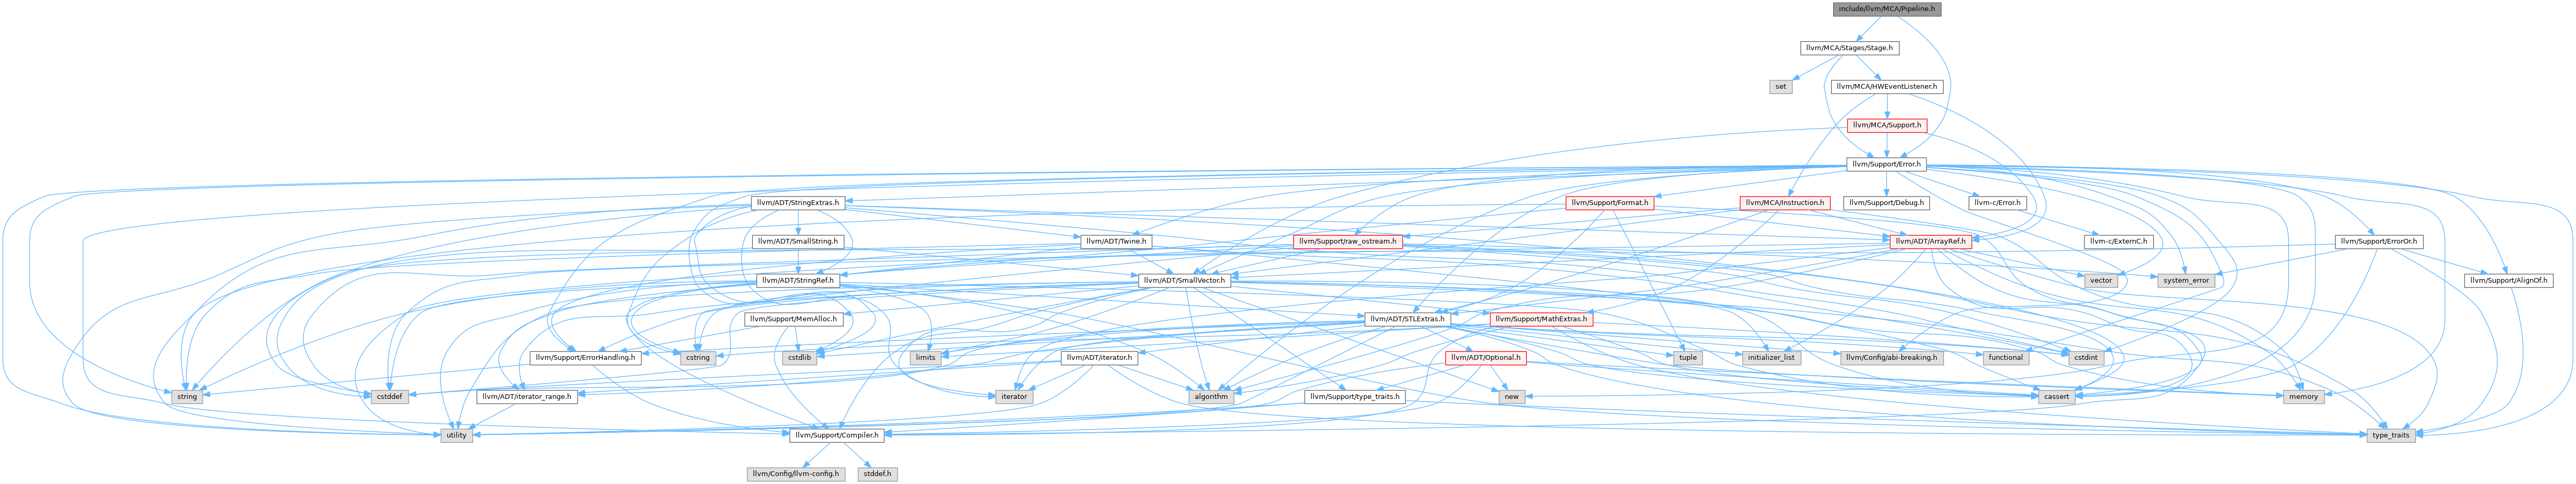 include/llvm/MCA/Pipeline.h
llvm/MCA/Stages/Stage.h
set
llvm/MCA/HWEventListener.h
llvm/MCA/Support.h
llvm/Support/Error.h
llvm/ADT/StringExtras.h
llvm/Support/Format.h
llvm/MCA/Instruction.h
llvm/Support/Debug.h
llvm-c/Error.h
llvm/ADT/SmallString.h
llvm/ADT/Twine.h
llvm/Support/raw_ostream.h
llvm/ADT/ArrayRef.h
llvm-c/ExternC.h
llvm/Support/ErrorOr.h
llvm/ADT/StringRef.h
llvm/ADT/SmallVector.h
vector
system_error
llvm/Support/AlignOf.h
llvm/Support/MemAlloc.h
llvm/ADT/STLExtras.h
llvm/Support/MathExtras.h
llvm/Support/ErrorHandling.h
cstring
cstdlib
limits
llvm/ADT/iterator.h
llvm/ADT/Optional.h
tuple
initializer_list
llvm/Config/abi-breaking.h
functional
cstdint
string
cstddef
llvm/ADT/iterator_range.h
iterator
algorithm
llvm/Support/type_traits.h
new
cassert
memory
utility
llvm/Support/Compiler.h
type_traits
llvm/Config/llvm-config.h
stddef.h